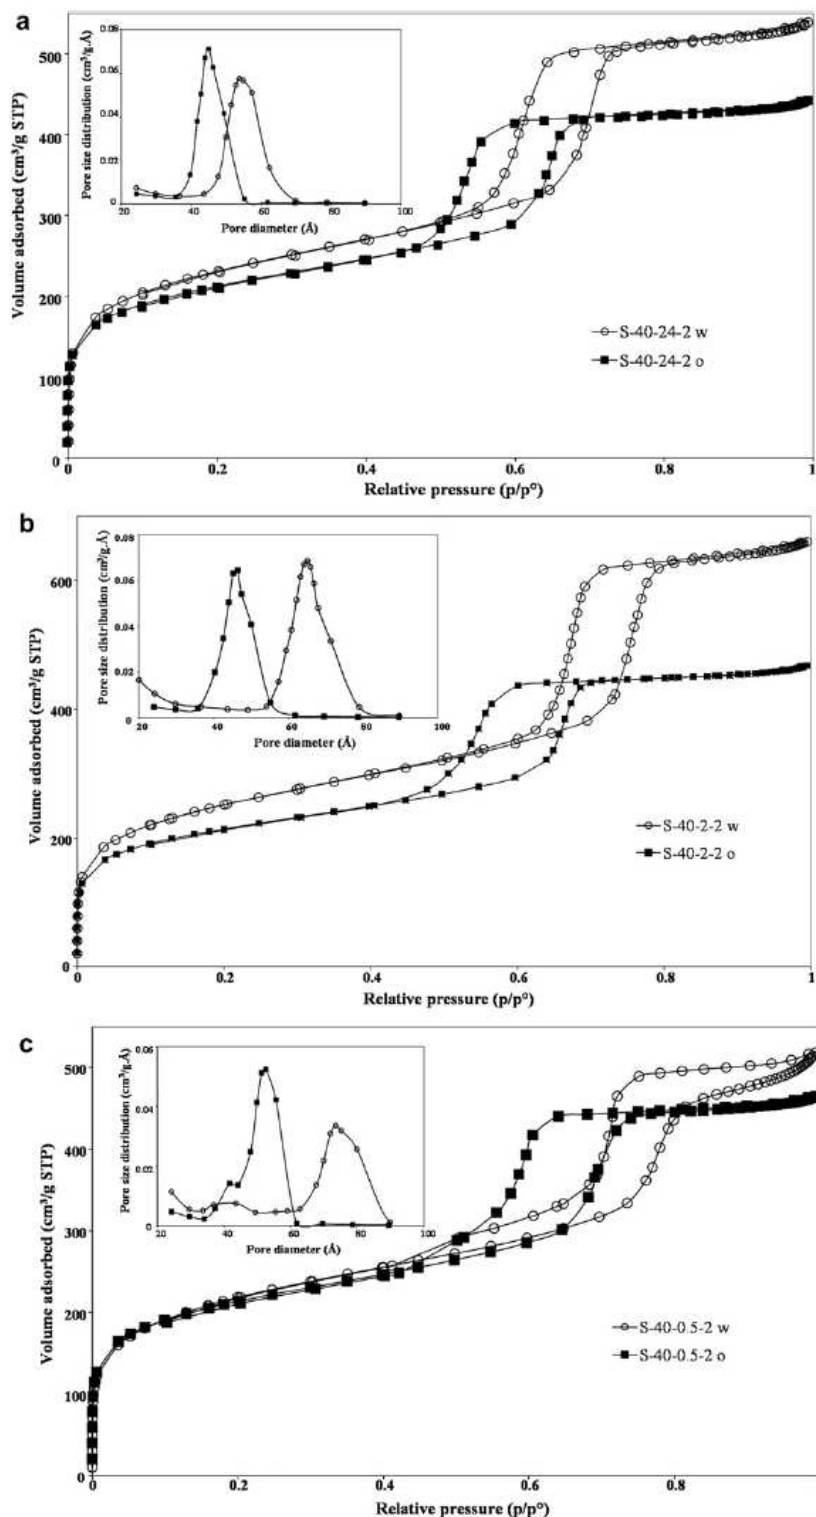 a
Volume adsorbed (cm³/g STP)
500
400
300
200
100
0
0
0.2
0.4
0.6
0.8
1
Relative pressure (p/p°)
Pore size distribution (cm³/g.Å)
0.08
0.06
0.04
0.02
0
20
40
60
80
100
Pore diameter (Å)
S-40-24-2 w
S-40-24-2 o
b
Volume adsorbed (cm³/g STP)
600
400
200
0
0
0.2
0.4
0.6
0.8
1
Relative pressure (p/p°)
Pore size distribution (cm³/g.Å)
0.08
0.06
0.04
0.02
0
20
40
60
80
100
Pore diameter (Å)
S-40-2-2 w
S-40-2-2 o
c
Volume adsorbed (cm³/g STP)
500
400
300
200
100
0
0
0.2
0.4
0.6
0.8
Relative pressure (p/p°)
Pore size distribution (cm³/g.Å)
0.06
0.04
0.02
0
20
40
60
80
100
Pore diameter (Å)
S-40-0.5-2 w
S-40-0.5-2 o